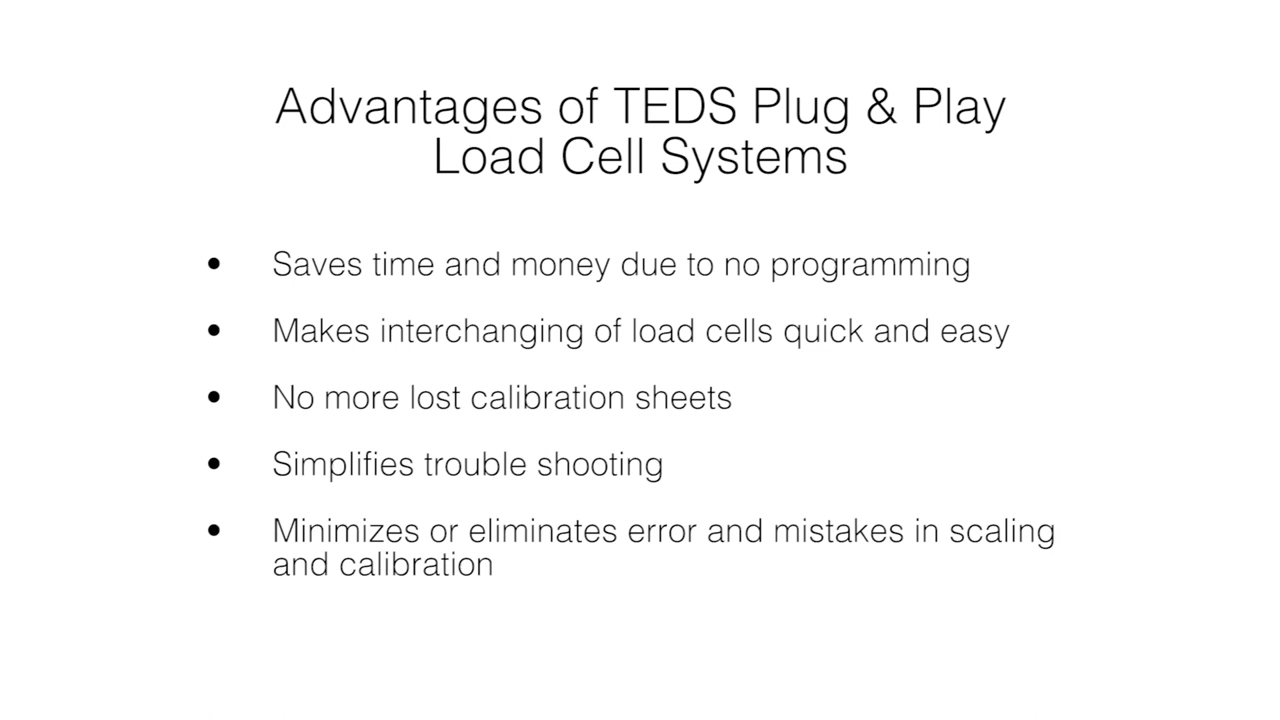 Advantages of TEDS Plug & Play
Load Cell Systems
• Saves time and money due to no programming
• Makes interchanging of load cells quick and easy
• No more lost calibration sheets
• Simplifies trouble shooting
• Minimizes or eliminates error and mistakes in scaling
and calibration